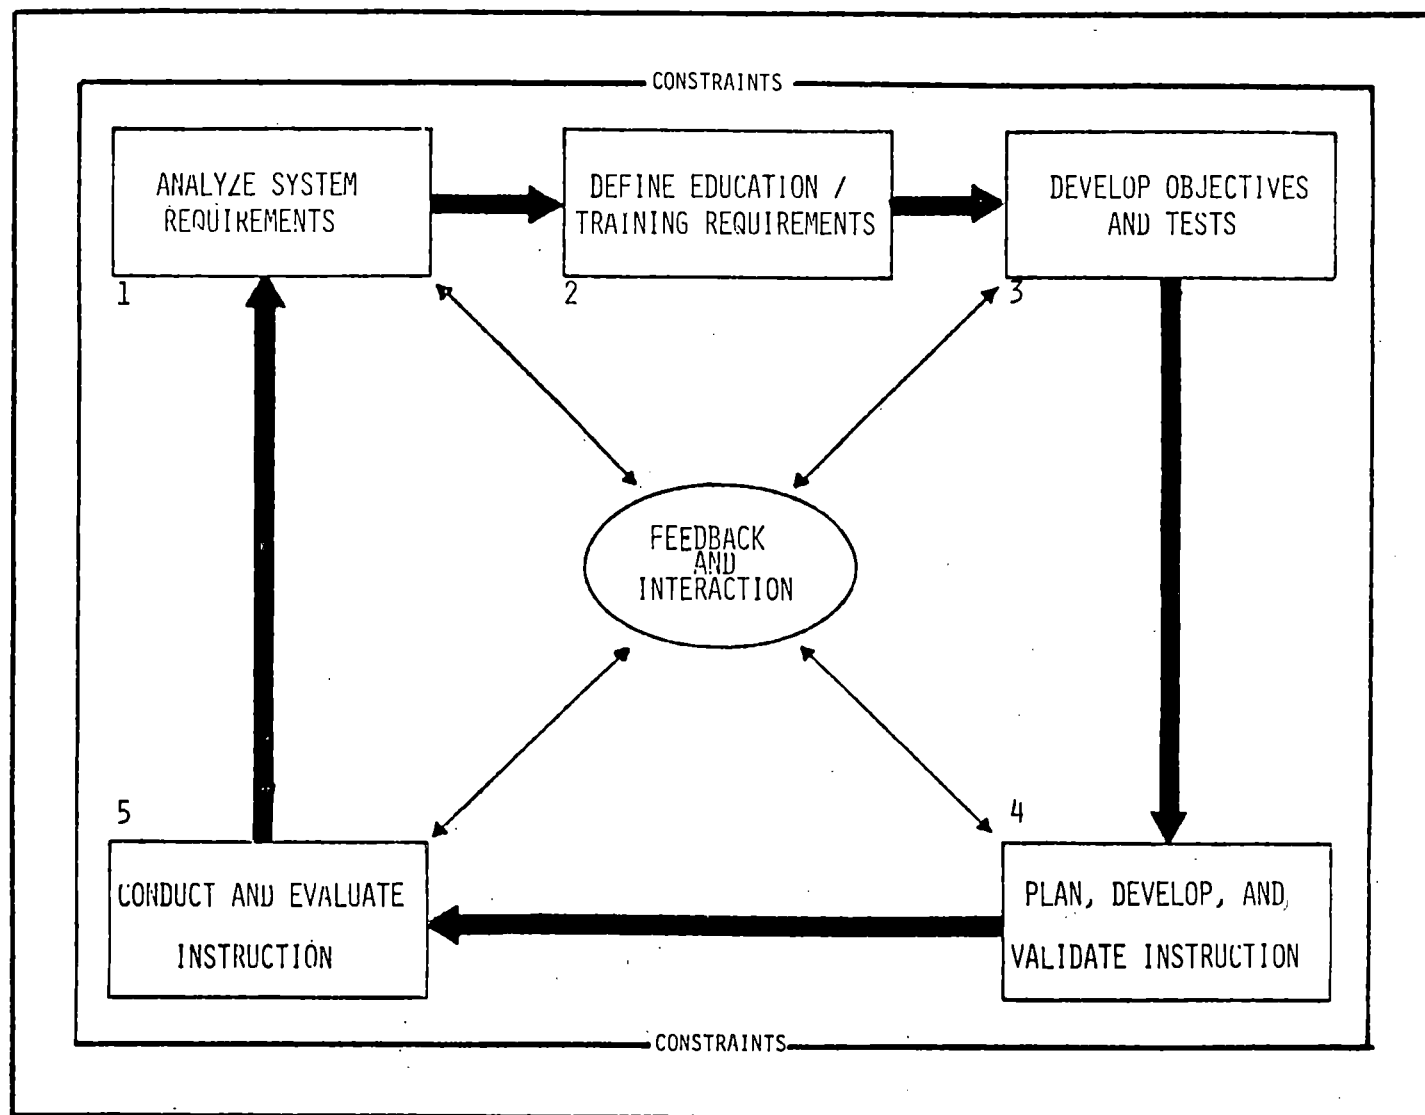 CONSTRAINTS
ANALYZE SYSTEM
REQUIREMENTS
1
DEFINE EDUCATION /
TRAINING REQUIREMENTS
2
DEVELOP OBJECTIVES
AND TESTS
3
FEEDBACK
AND
INTERACTION
5
CONDUCT AND EVALUATE
INSTRUCTION
4
PLAN, DEVELOP, AND
VALIDATE INSTRUCTION
CONSTRAINTS